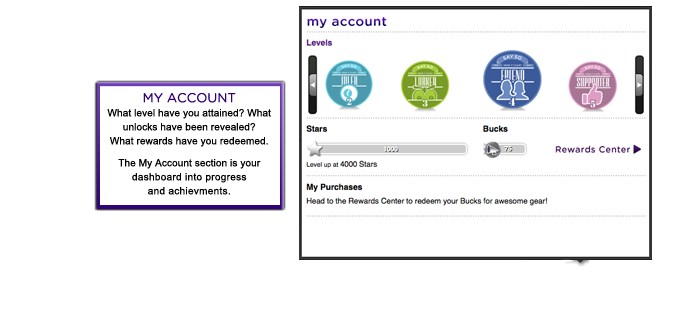 MY ACCOUNT
What level have you attained? What
unlocks have been revealed?
What rewards have you redeemed.
The My Account section is your
dashboard into progress
and achievments.
my account
Levels
SAY.SO
2
SAY.SO
3
SAY.SO
FRIEND
4
SAY.SO
SUPPORTER
5
Stars
Bucks
1000
75
Rewards Center
Level up at 4000 Stars
My Purchases
Head to the Rewards Center to redeem your Bucks for awesome gear!